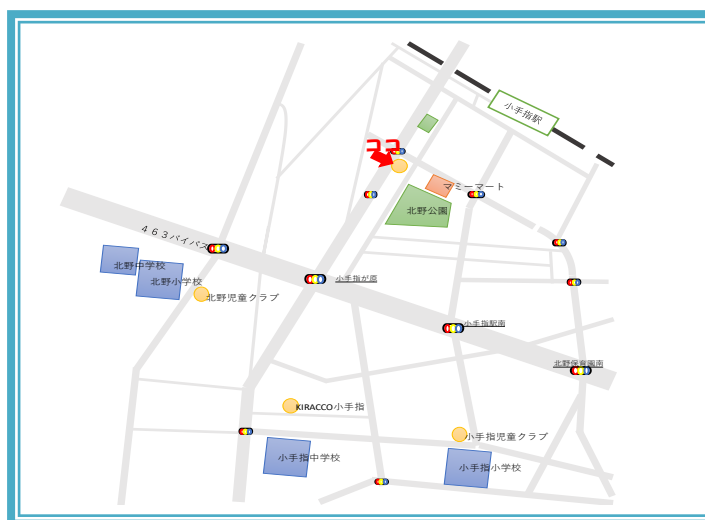 小手指駅
ココ
マミーマート
北野公園
４６３バイパス
北野中学校
北野小学校
北野児童クラブ
小手指が原
小手指駅南
北野保育園南
KIRACCO小手指
小手指児童クラブ
小手指中学校
小手指小学校